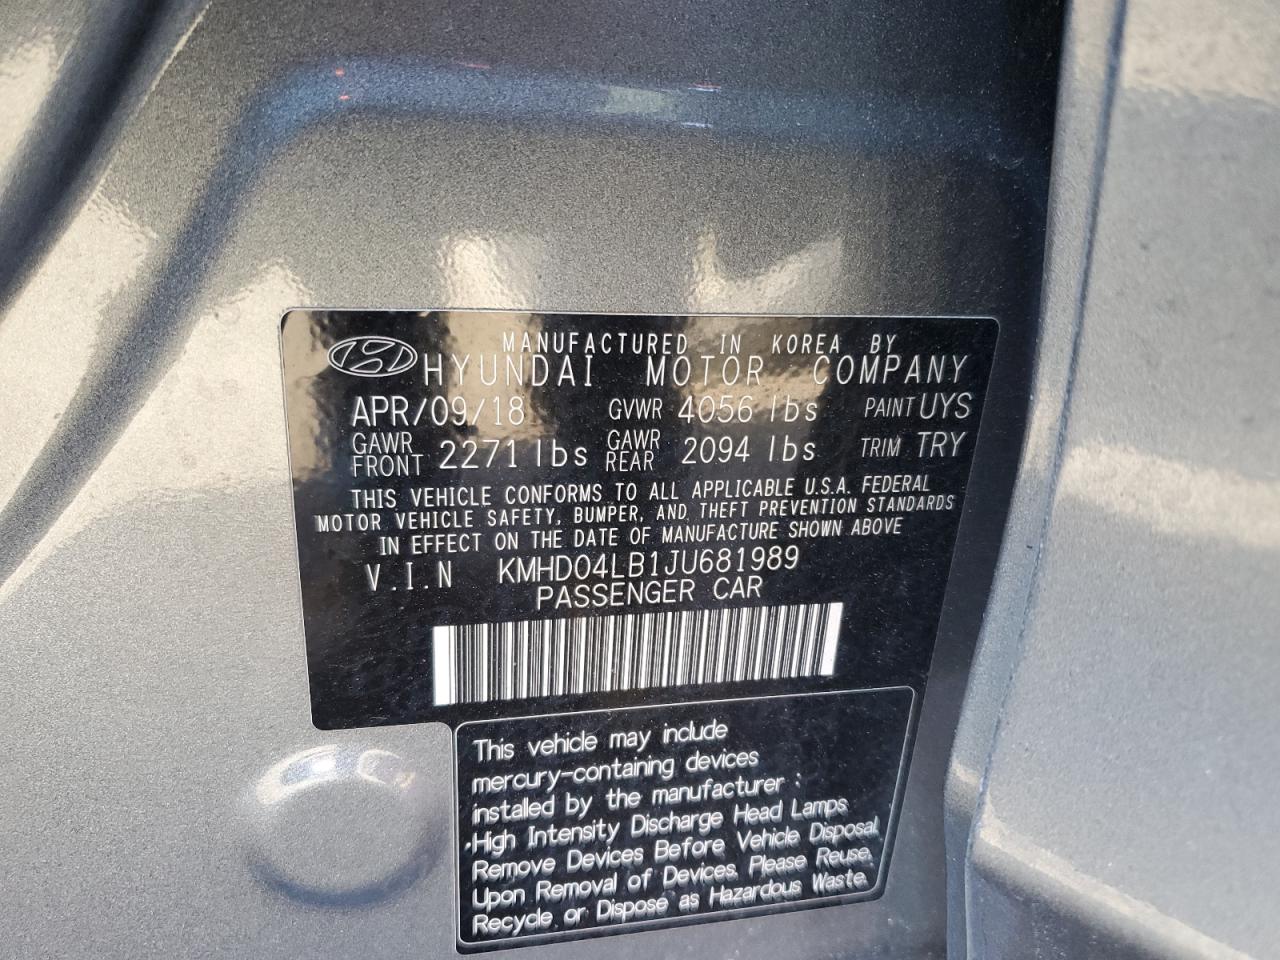 MANUFACTURED IN KOREA BY
HYUNDAI MOTOR COMPANY
APR/09/18 GVWR 4056 lbs PAINT UYS
GAWR FRONT 2271 lbs GAWR REAR 2094 lbs TRIM TRY
THIS VEHICLE CONFORMS TO ALL APPLICABLE U.S.A. FEDERAL
MOTOR VEHICLE SAFETY, BUMPER, AND THEFT PREVENTION STANDARDS
IN EFFECT ON THE DATE OF MANUFACTURE SHOWN ABOVE
V.I.N KMHD04LB1JU681989
PASSENGER CAR
This vehicle may include
mercury-containing devices
installed by the manufacturer :
•High Intensity Discharge Head Lamps
Remove Devices Before Vehicle Disposal.
Upon Removal of Devices, Please Reuse,
Recycle or Dispose as Hazardous Waste.